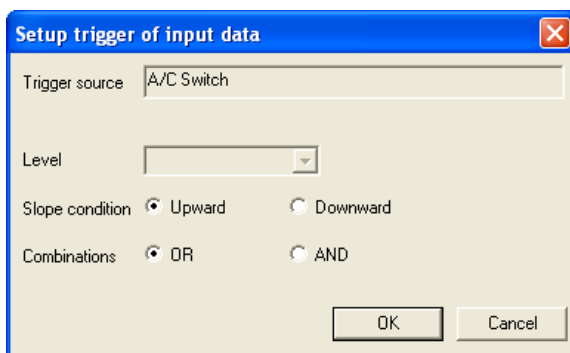 Setup trigger of input data
Trigger source A/C Switch
Level
Slope condition Upward Downward
Combinations OR AND
OK Cancel